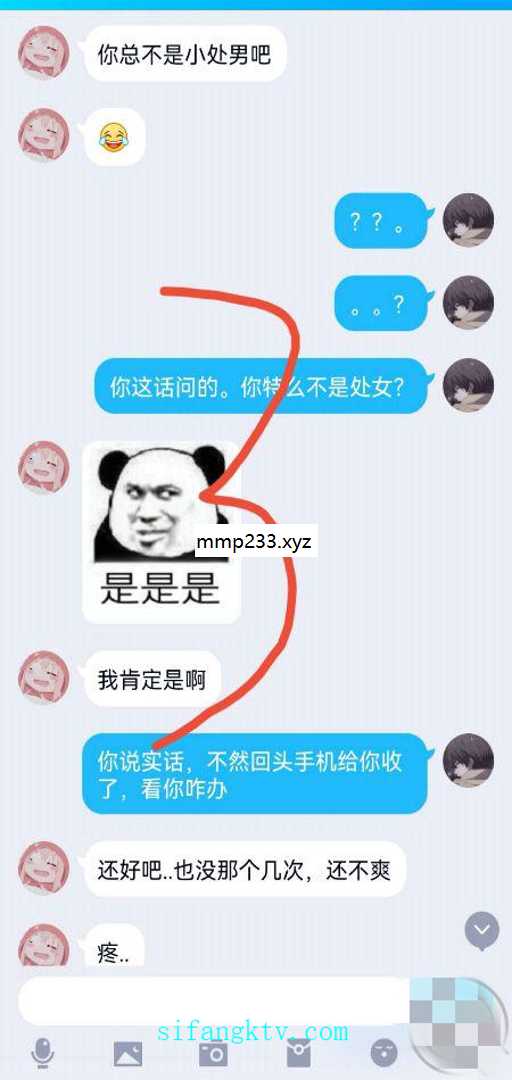 你总不是小处男吧
？？。
。。？
你这话问的。你特么不是处女？
是是是
mmp233.xyz
我肯定是啊
你说实话，不然回头手机给你收
了，看你咋办
还好吧..也没那个几次，还不爽
疼..
sifangktv.com